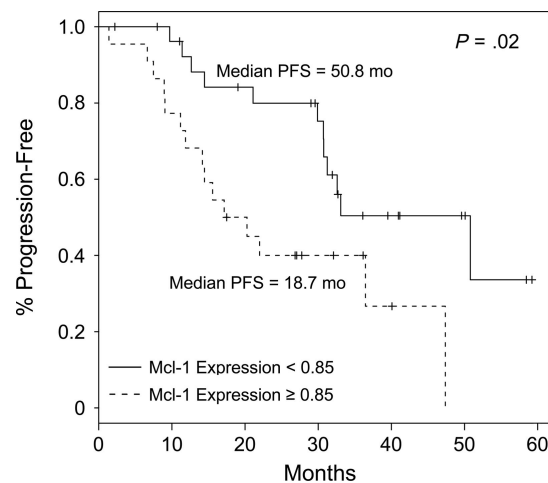 1.0
P = .02
Median PFS = 50.8 mo
0.8
0.6
% Progression-Free
0.4
Median PFS = 18.7 mo
0.2
Mcl-1 Expression < 0.85
Mcl-1 Expression ≥ 0.85
0
0 10 20 30 40 50 60
Months